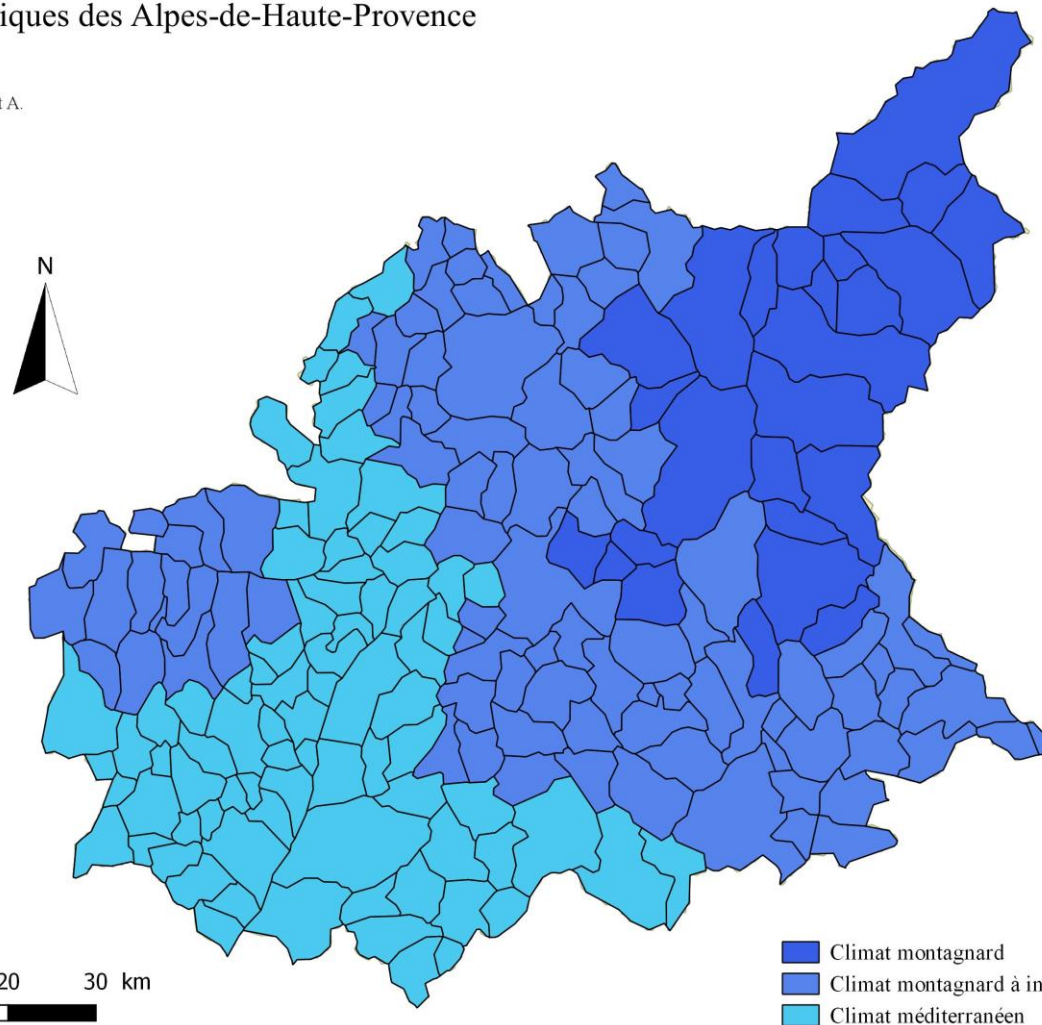 iques des Alpes-de-Haute-Provence
t A.
N
20 30 km
Climat montagnard
Climat montagnard à in
Climat méditerranéen